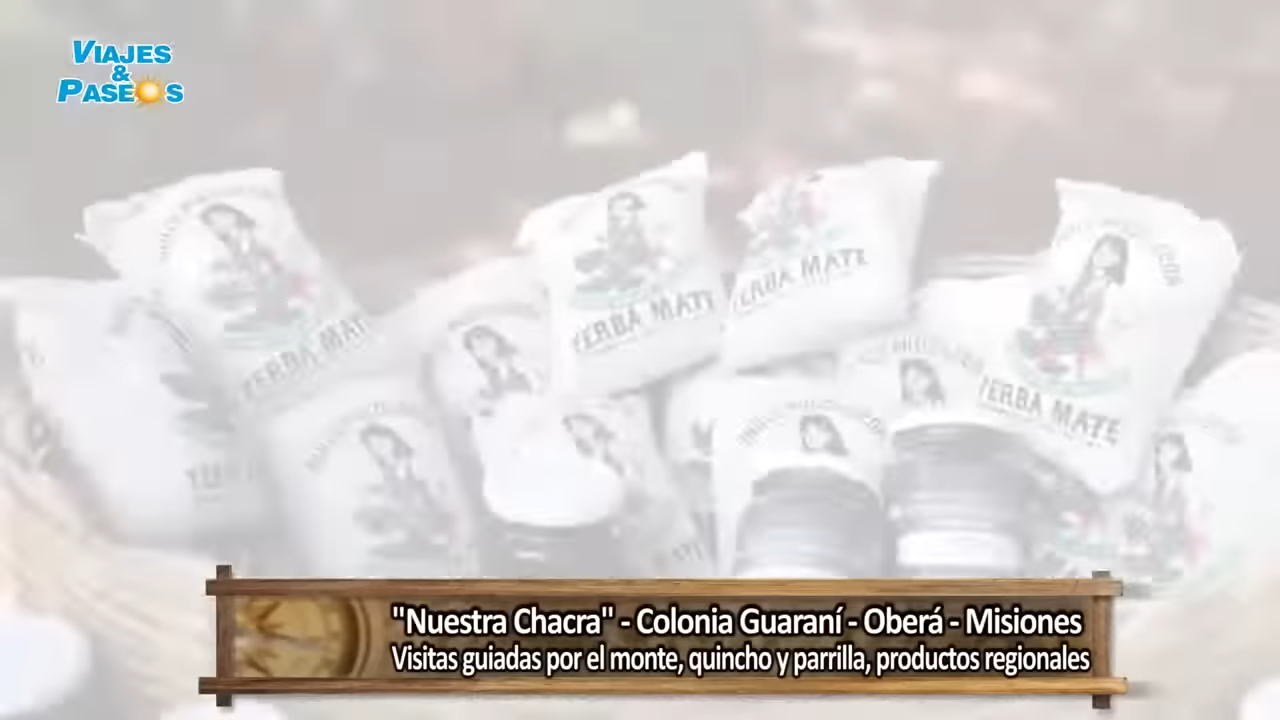 VIAJES
&
PASEOS
YERBA MATE
YERBA MATE
YERBA MATE
YERBA MATE
"Nuestra Chacra" - Colonia Guaraní - Oberá - Misiones
Visitas guiadas por el monte, quincho y parrilla, productos regionales